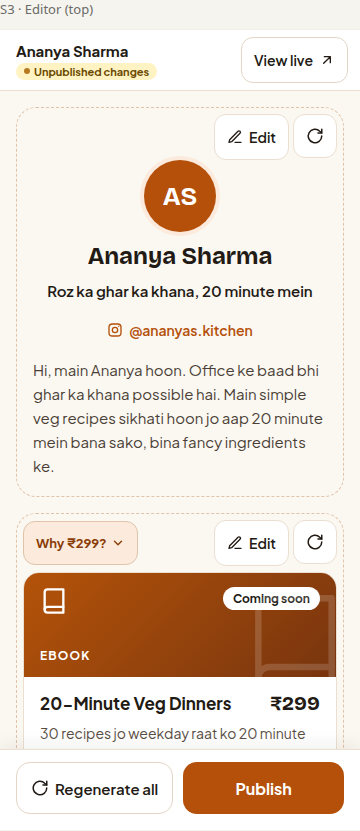 S3 · Editor (top)
Ananya Sharma
Unpublished changes
View live
Edit
AS
Ananya Sharma
Roz ka ghar ka khana, 20 minute mein
@ananyas.kitchen
Hi, main Ananya hoon. Office ke baad bhi
ghar ka khana possible hai. Main simple
veg recipes sikhati hoon jo aap 20 minute
mein bana sako, bina fancy ingredients
ke.
Why ₹299?
Edit
Coming soon
EBOOK
20-Minute Veg Dinners ₹299
30 recipes jo weekday raat ko 20 minute
Regenerate all
Publish